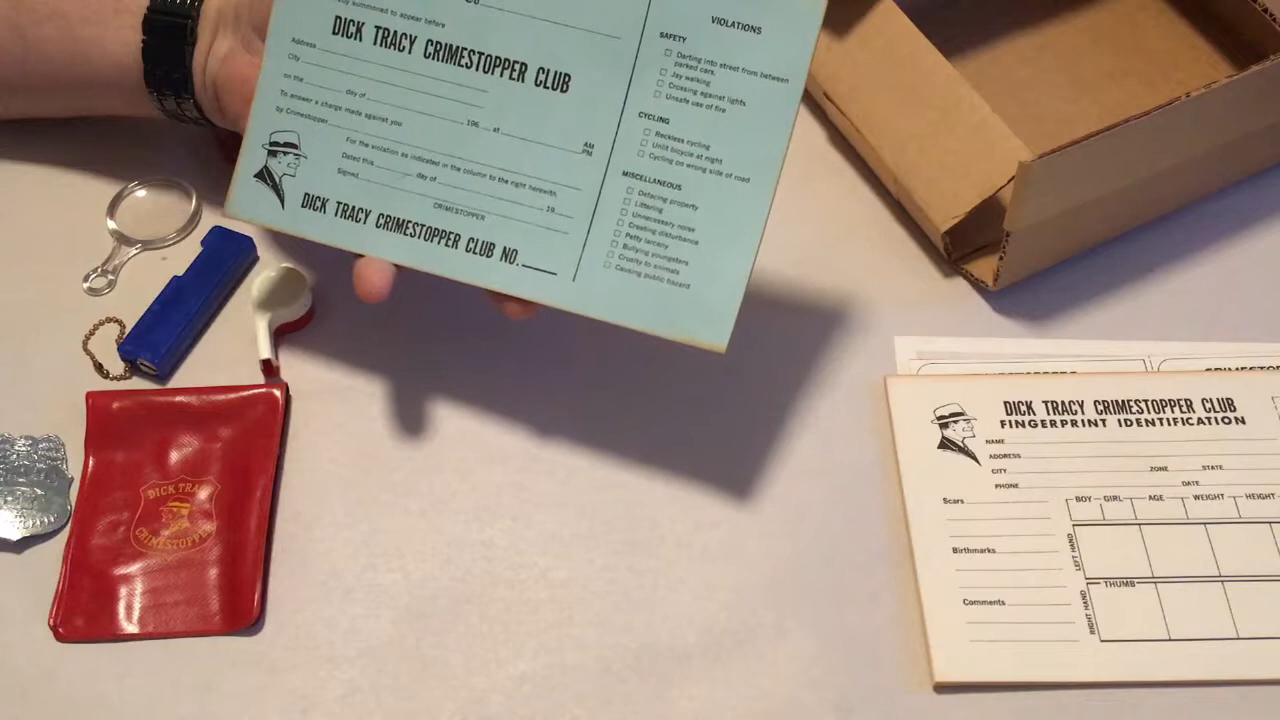 summoned to appear before
DICK TRACY CRIMESTOPPER CLUB
Address
City
on the day of 196 at AM
PM
To answer a charge made against you
by Crimestopper
For the violation as indicated in the column to the right herewith.
Dated this day of 19
Signed
CRIMESTOPPER
DICK TRACY CRIMESTOPPER CLUB NO.
VIOLATIONS
SAFETY
Darting into street from between
parked cars.
Jay walking
Crossing against lights
Unsafe use of fire
CYCLING
Reckless cycling
Unlit bicycle at night
Cycling on wrong side of road
MISCELLANEOUS
Defacing property
Littering
Unnecessary noise
Creating disturbance
Petty larceny
Bullying youngsters
Cruelty to animals
Causing public hazard
DICK TRACY
CRIMESTOPPER
DICK TRACY CRIMESTOPPER CLUB
FINGERPRINT IDENTIFICATION
NAME
ADDRESS
CITY ZONE STATE
PHONE DATE
Scars
BOY GIRL AGE WEIGHT HEIGHT
Birthmarks
LEFT HAND
THUMB
Comments
RIGHT HAND